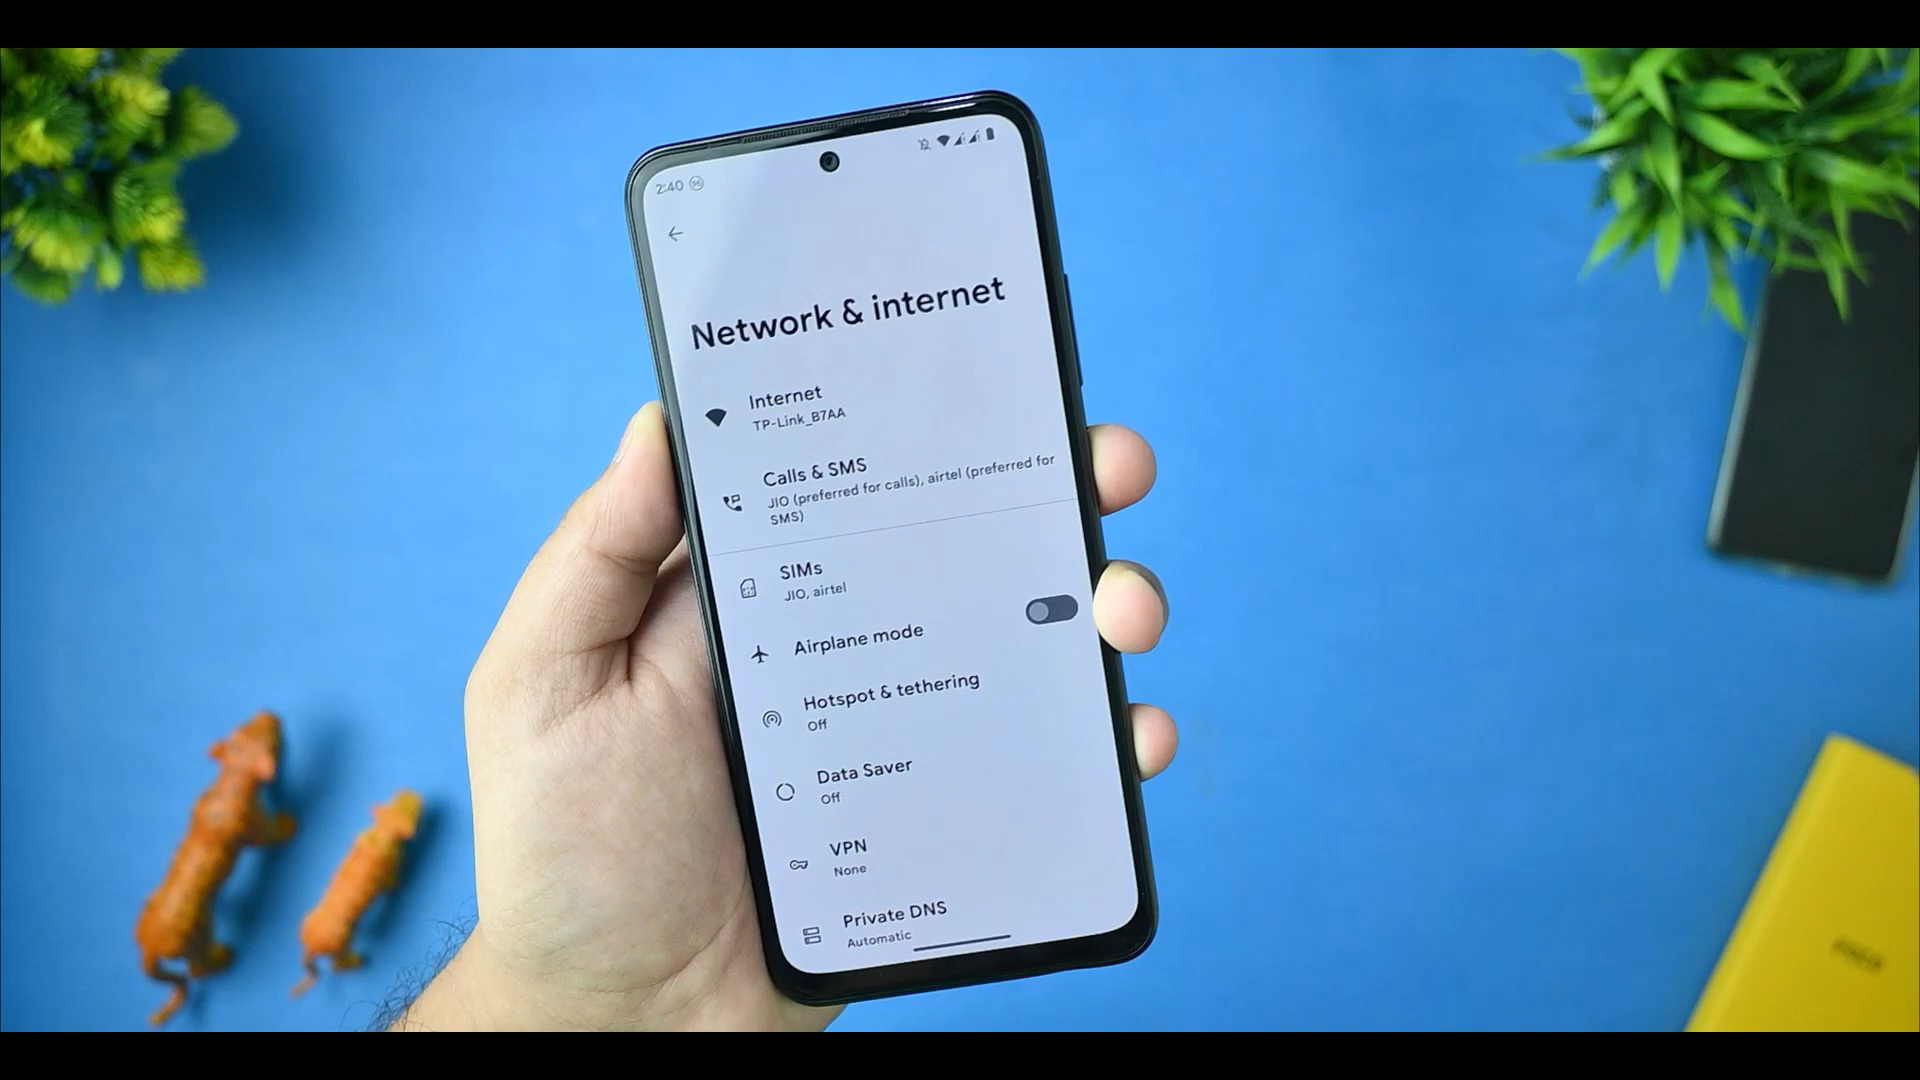 2:40
Network & internet
Internet
TP-Link_B7AA
Calls & SMS
JIO (preferred for calls), airtel (preferred for
SMS)
SIMs
JIO, airtel
Airplane mode
Hotspot & tethering
Off
Data Saver
Off
VPN
None
Private DNS
Automatic